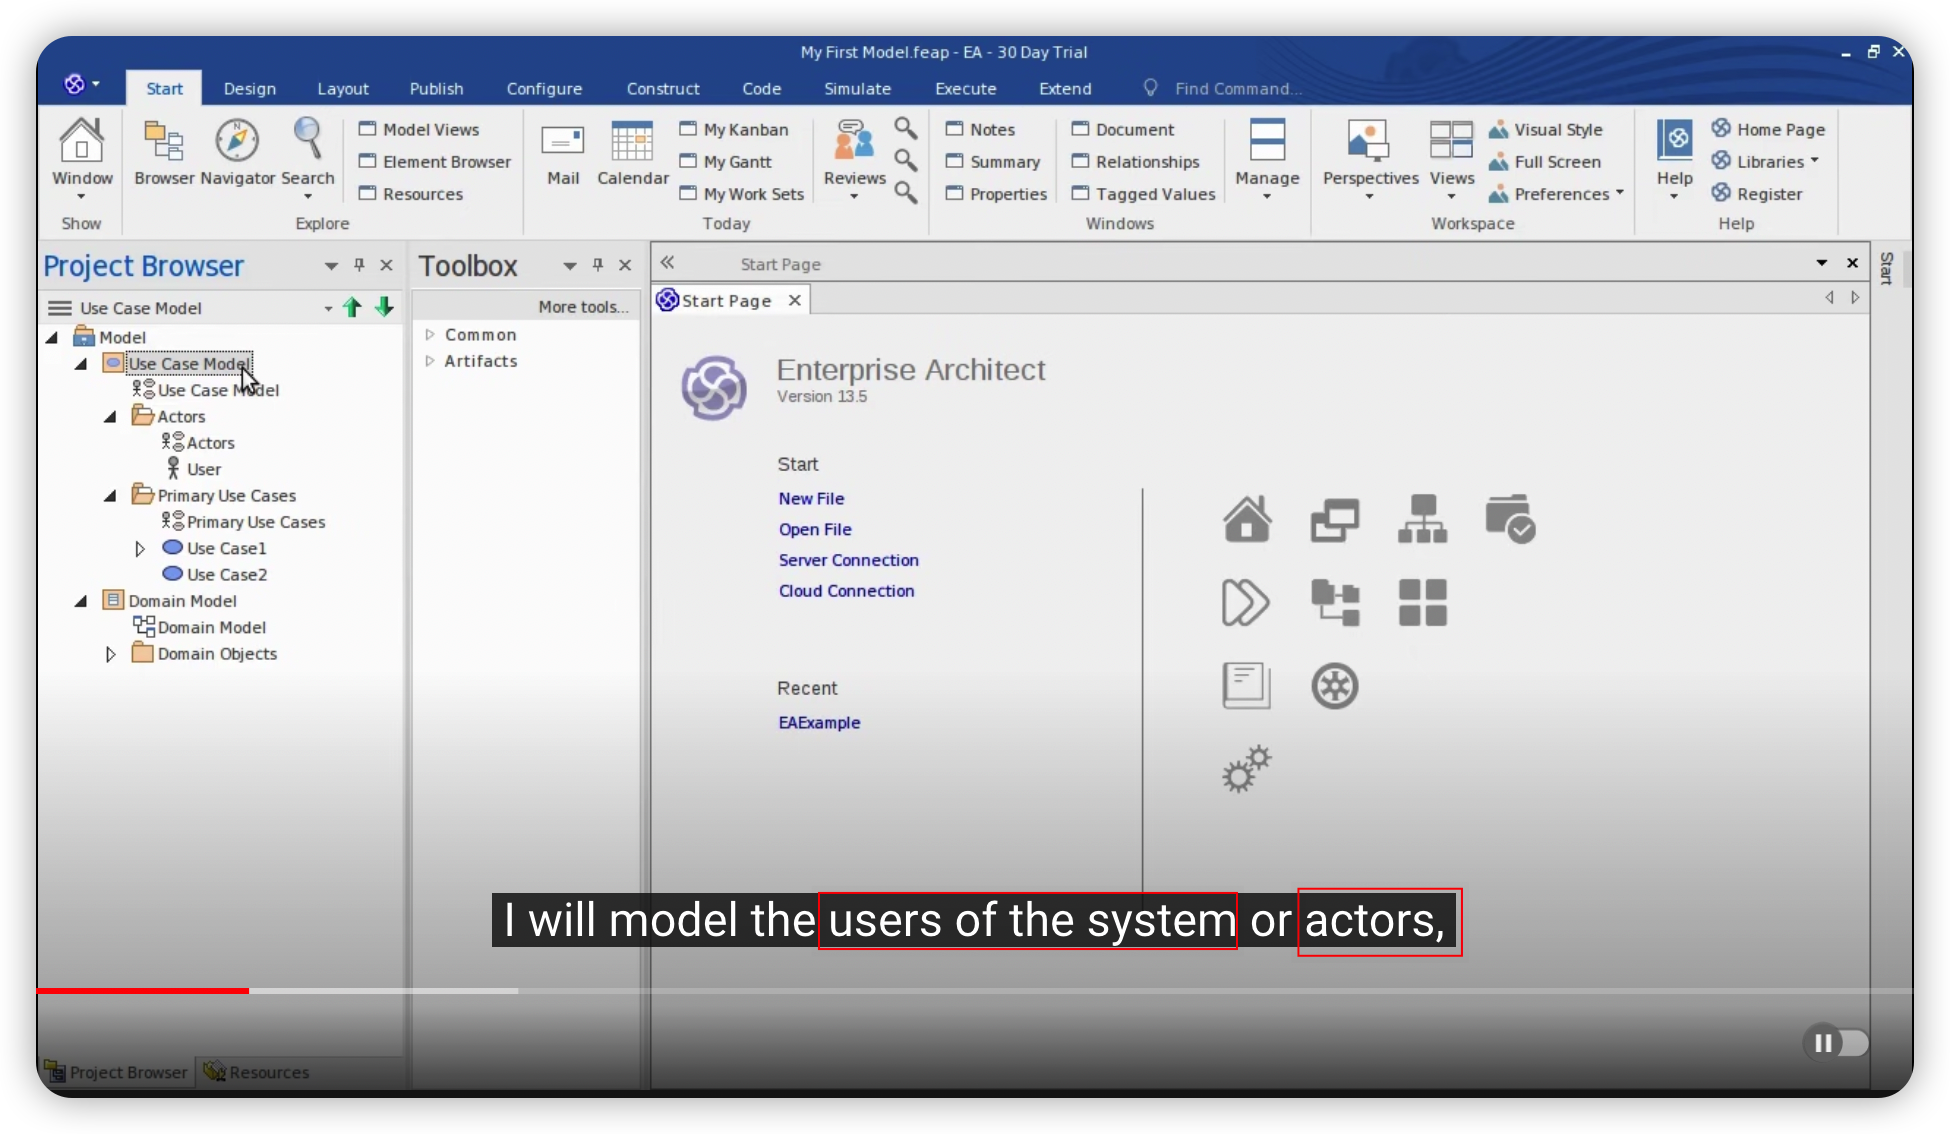 My First Model.feap - EA - 30 Day Trial
Start Design Layout Publish Configure Construct Code Simulate Execute Extend Find Command...
Window
Show
Browser Navigator Search
Model Views
Element Browser
Resources
Explore
Mail Calendar
My Kanban
My Gantt
My Work Sets
Reviews
Today
Notes
Summary
Properties
Document
Relationships
Tagged Values
Manage
Windows
Perspectives Views
Visual Style
Full Screen
Preferences
Workspace
Help
Home Page
Libraries
Register
Help
Project Browser
Use Case Model
Model
Use Case Model
Use Case Model
Actors
Actors
User
Primary Use Cases
Primary Use Cases
Use Case1
Use Case2
Domain Model
Domain Model
Domain Objects
Project Browser Resources
Toolbox
More tools...
Common
Artifacts
Start Page
Start Page
Start
Enterprise Architect
Version 13.5
Start
New File
Open File
Server Connection
Cloud Connection
Recent
EAExample
I will model the users of the system or actors,